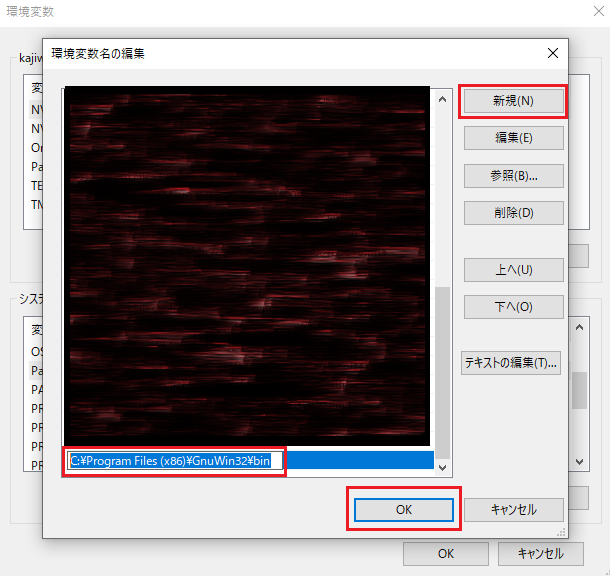 環境変数
環境変数名の編集
kajiw
変
NV
NV
On
Pa
TE
TM
新規(N)
編集(E)
参照(B)...
削除(D)
上へ(U)
下へ(O)
テキストの編集(T)...
システ
変
OS
Pa
PA
PR
PR
PR
PR
C:¥Program Files (x86)¥GnuWin32¥bin
OK
キャンセル
OK
キャンセル